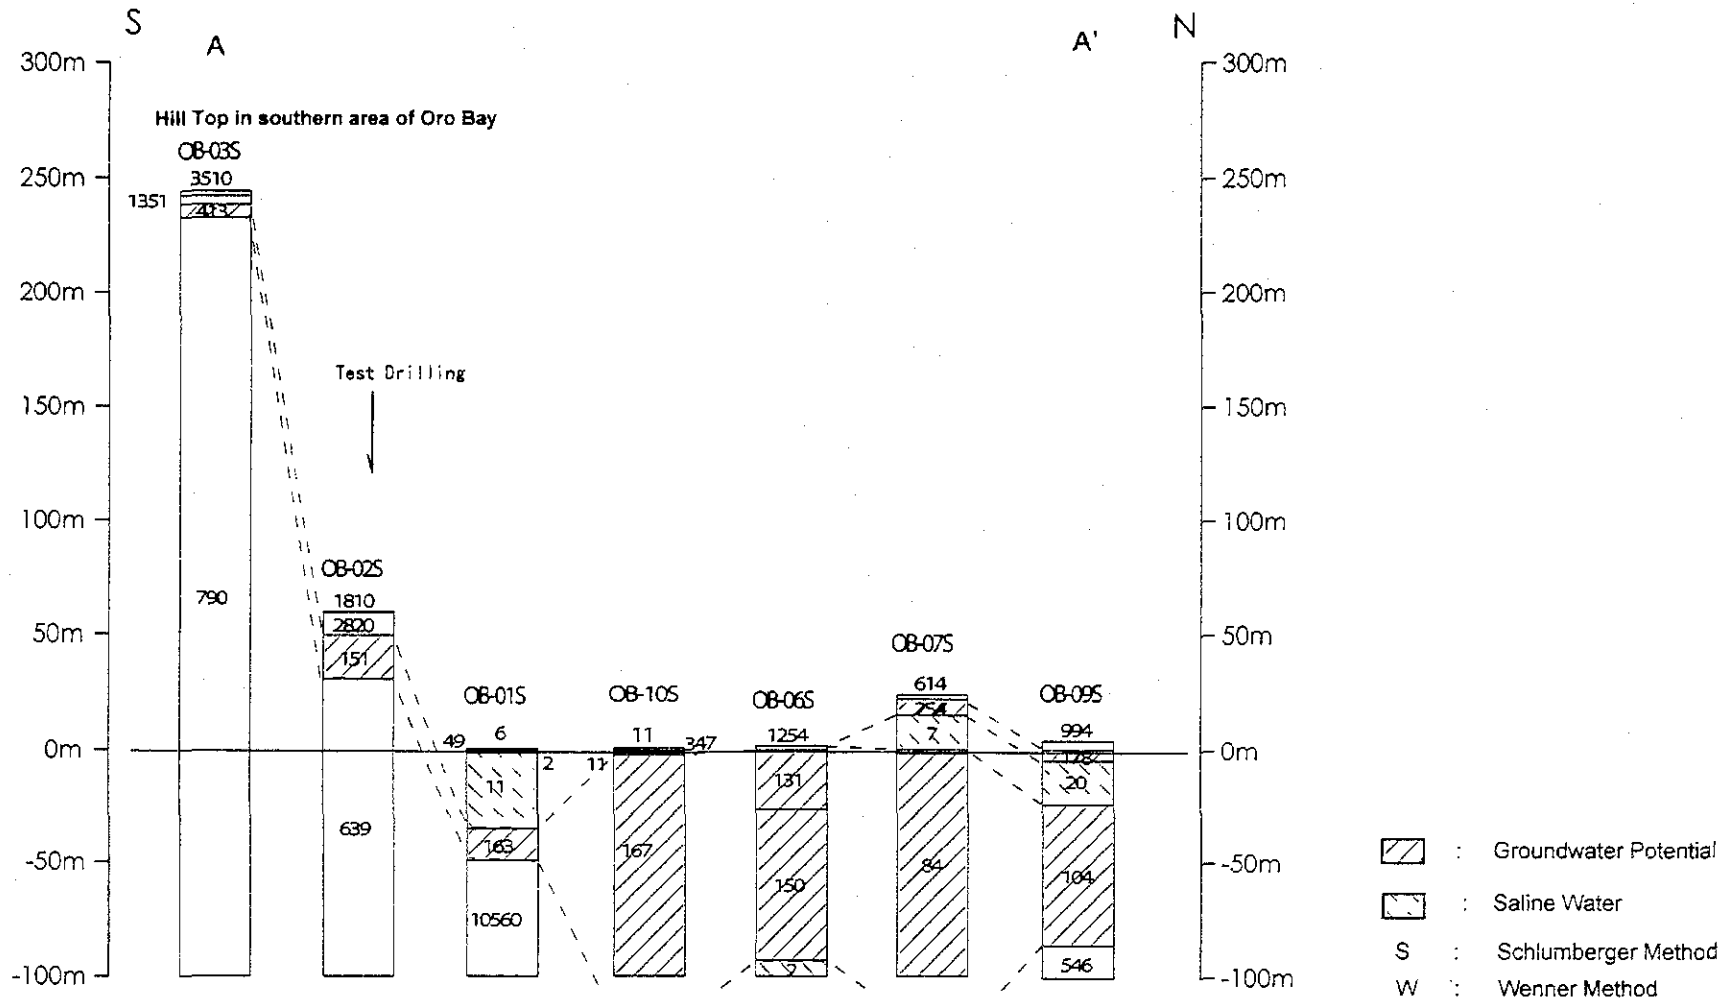 S
A
A'
N
300m
300m
Hill Top in southern area of Oro Bay
OB-03S
3510
250m
250m
1351
413
200m
200m
Test Drilling
150m
150m
100m
100m
OB-02S
790
1810
2820
50m
50m
151
OB-07S
614
254
OB-01S
OB-10S
OB-06S
OB-09S
49
6
11
347
1254
7
994
0m
0m
2
11
128
11
131
20
639
163
167
84
-50m
-50m
150
104
10560
2
546
-100m
-100m
: Groundwater Potential
: Saline Water
S : Schlumberger Method
W : Wenner Method